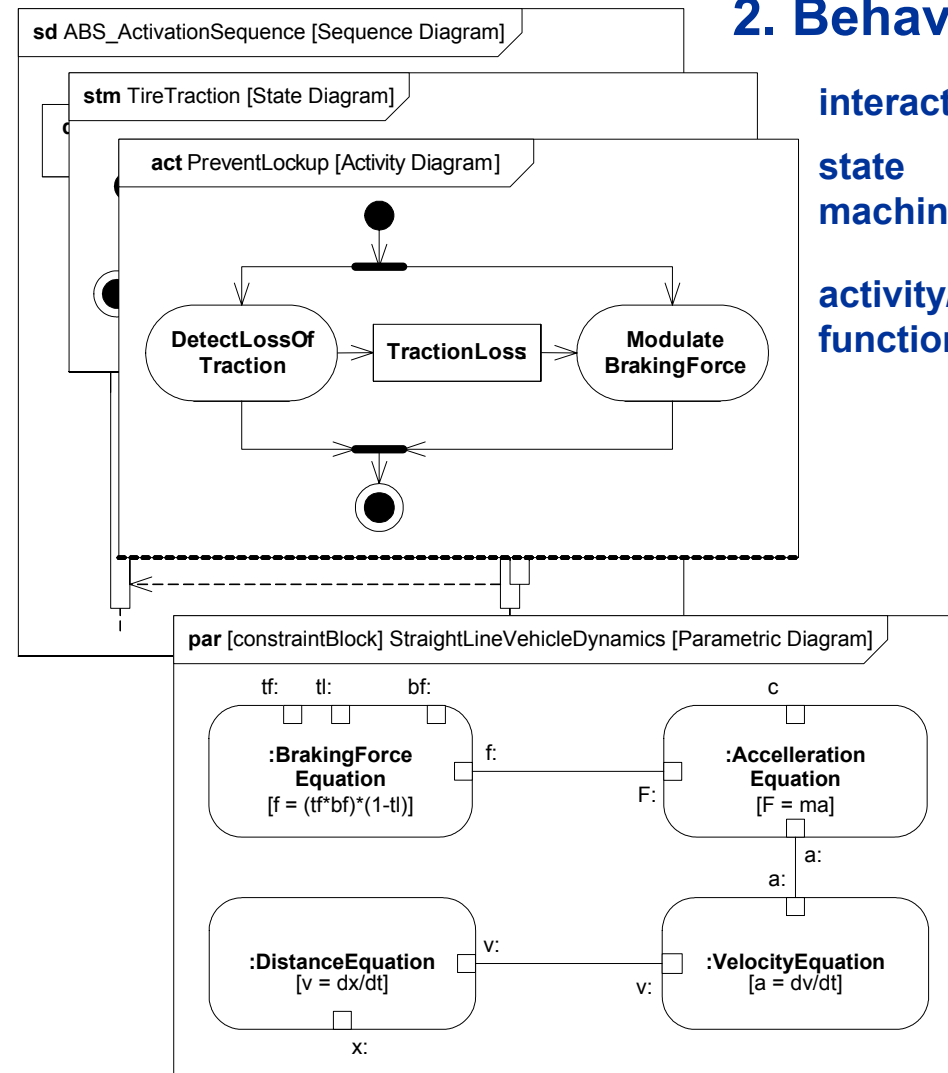 sd ABS_ActivationSequence [Sequence Diagram]
2. Behav
stm TireTraction [State Diagram]
interact
act PreventLockup [Activity Diagram]
state
machin
activity/
function
DetectLossOf
Traction
TractionLoss
Modulate
BrakingForce
par [constraintBlock] StraightLineVehicleDynamics [Parametric Diagram]
tf:
tl:
bf:
c
:BrakingForce
Equation
[f = (tf*bf)*(1-tl)]
f:
F:
:Accelleration
Equation
[F = ma]
a:
a:
:DistanceEquation
[v = dx/dt]
v:
v:
:VelocityEquation
[a = dv/dt]
x: